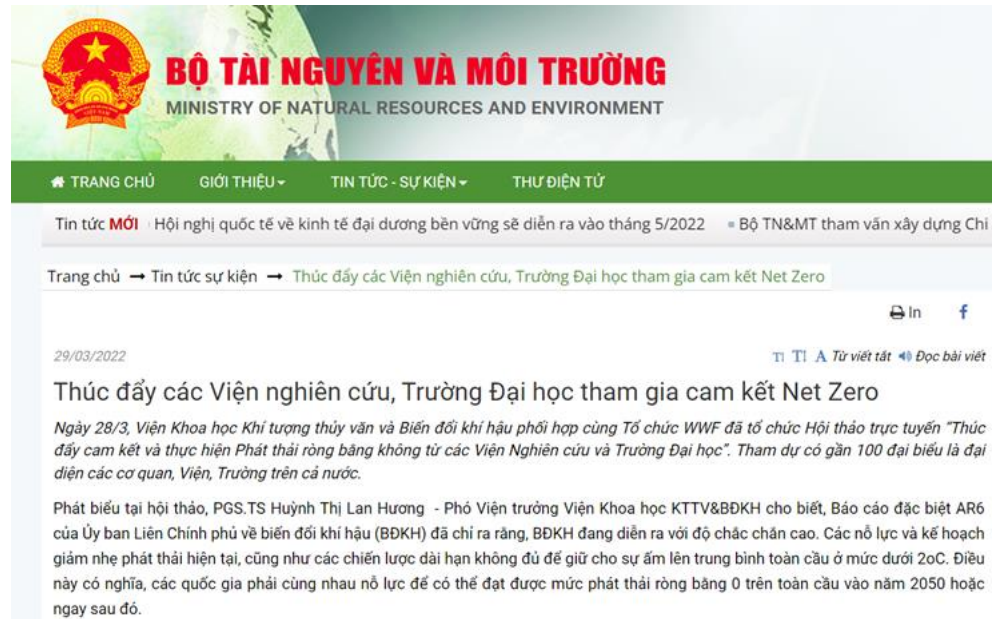 BỘ TÀI NGUYÊN VÀ MÔI TRƯỜNG
MINISTRY OF NATURAL RESOURCES AND ENVIRONMENT
TRANG CHỦ GIỚI THIỆU TIN TỨC - SỰ KIỆN THƯ ĐIỆN TỬ
Tin tức MỚI Hội nghị quốc tế về kinh tế đại dương bền vững sẽ diễn ra vào tháng 5/2022 Bộ TN&MT tham vấn xây dựng Chi
Trang chủ → Tin tức sự kiện → Thúc đẩy các Viện nghiên cứu, Trường Đại học tham gia cam kết Net Zero
In f
29/03/2022 T| T| A Từ viết tắt Đọc bài viết
Thúc đẩy các Viện nghiên cứu, Trường Đại học tham gia cam kết Net Zero
Ngày 28/3, Viện Khoa học Khí tượng thủy văn và Biến đổi khí hậu phối hợp cùng Tổ chức WWF đã tổ chức Hội thảo trực tuyến “Thúc
đẩy cam kết và thực hiện Phát thải ròng bằng không từ các Viện Nghiên cứu và Trường Đại học”. Tham dự có gần 100 đại biểu là đại
diện các cơ quan, Viện, Trường trên cả nước.
Phát biểu tại hội thảo, PGS.TS Huỳnh Thị Lan Hương - Phó Viện trưởng Viện Khoa học KTTV&BĐKH cho biết, Báo cáo đặc biệt AR6
của Ủy ban Liên Chính phủ về biến đổi khí hậu (BĐKH) đã chỉ ra rằng, BĐKH đang diễn ra với độ chắc chắn cao. Các nỗ lực và kế hoạch
giảm nhẹ phát thải hiện tại, cũng như các chiến lược dài hạn không đủ để giữ cho sự ấm lên trung bình toàn cầu ở mức dưới 2oC. Điều
này có nghĩa, các quốc gia phải cùng nhau nỗ lực để có thể đạt được mức phát thải ròng bằng 0 trên toàn cầu vào năm 2050 hoặc
ngay sau đó.